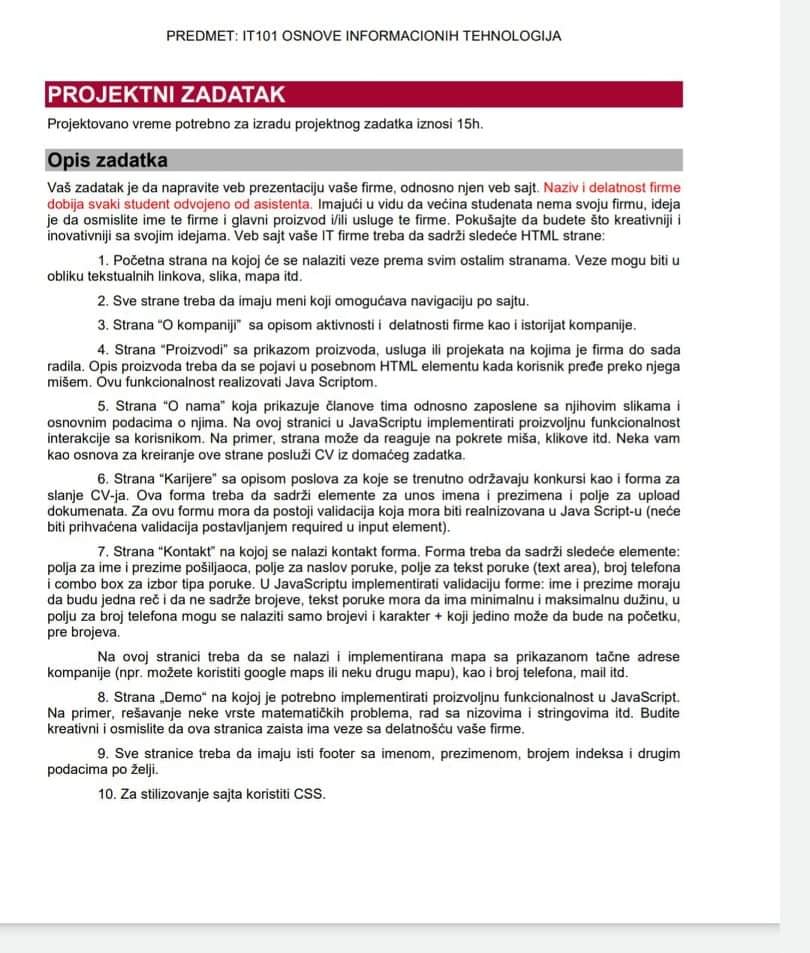 PREDMET: IT101 OSNOVE INFORMACIONIH TEHNOLOGIJA
PROJEKTNI ZADATAK
Projektovano vreme potrebno za izradu projektnog zadatka iznosi 15h.
Opis zadatka
Vaš zadatak je da napravite veb prezentaciju vaše firme, odnosno njen veb sajt. Naziv i delatnost firme
dobija svaki student odvojeno od asistenta. Imajući u vidu da većina studenata nema svoju firmu, ideja
je da osmislite ime te firme i glavni proizvod i/ili usluge te firme. Pokušajte da budete što kreativniji i
inovativniji sa svojim idejama. Veb sajt vaše IT firme treba da sadrži sledeće HTML strane:
1. Početna strana na kojoj će se nalaziti veze prema svim ostalim stranama. Veze mogu biti u
obliku tekstualnih linkova, slika, mapa itd.
2. Sve strane treba da imaju meni koji omogućava navigaciju po sajtu.
3. Strana “O kompaniji” sa opisom aktivnosti i delatnosti firme kao i istorijat kompanije.
4. Strana “Proizvodi” sa prikazom proizvoda, usluga ili projekata na kojima je firma do sada
radila. Opis proizvoda treba da se pojavi u posebnom HTML elementu kada korisnik pređe preko njega
mišem. Ovu funkcionalnost realizovati Java Scriptom.
5. Strana “O nama” koja prikazuje članove tima odnosno zaposlene sa njihovim slikama i
osnovnim podacima o njima. Na ovoj stranici u JavaScriptu implementirati proizvoljnu funkcionalnost
interakcije sa korisnikom. Na primer, strana može da reaguje na pokrete miša, klikove itd. Neka vam
kao osnova za kreiranje ove strane posluži CV iz domaćeg zadatka.
6. Strana “Karijere” sa opisom poslova za koje se trenutno održavaju konkursi kao i forma za
slanje CV-ja. Ova forma treba da sadrži elemente za unos imena i prezimena i polje za upload
dokumenata. Za ovu formu mora da postoji validacija koja mora biti realnizovana u Java Script-u (neće
biti prihvaćena validacija postavljanjem required u input element).
7. Strana “Kontakt” na kojoj se nalazi kontakt forma. Forma treba da sadrži sledeće elemente:
polja za ime i prezime pošiljaoca, polje za naslov poruke, polje za tekst poruke (text area), broj telefona
i combo box za izbor tipa poruke. U JavaScriptu implementirati validaciju forme: ime i prezime moraju
da budu jedna reč i da ne sadrže brojeve, tekst poruke mora da ima minimalnu i maksimalnu dužinu, u
polju za broj telefona mogu se nalaziti samo brojevi i karakter + koji jedino može da bude na početku,
pre brojeva.
Na ovoj stranici treba da se nalazi i implementirana mapa sa prikazanom tačne adrese
kompanije (npr. možete koristiti google maps ili neku drugu mapu), kao i broj telefona, mail itd.
8. Strana „Demo“ na kojoj je potrebno implementirati proizvoljnu funkcionalnost u JavaScript.
Na primer, rešavanje neke vrste matematičkih problema, rad sa nizovima i stringovima itd. Budite
kreativni i osmislite da ova stranica zaista ima veze sa delatnošću vaše firme.
9. Sve stranice treba da imaju isti footer sa imenom, prezimenom, brojem indeksa i drugim
podacima po želji.
10. Za stilizovanje sajta koristiti CSS.